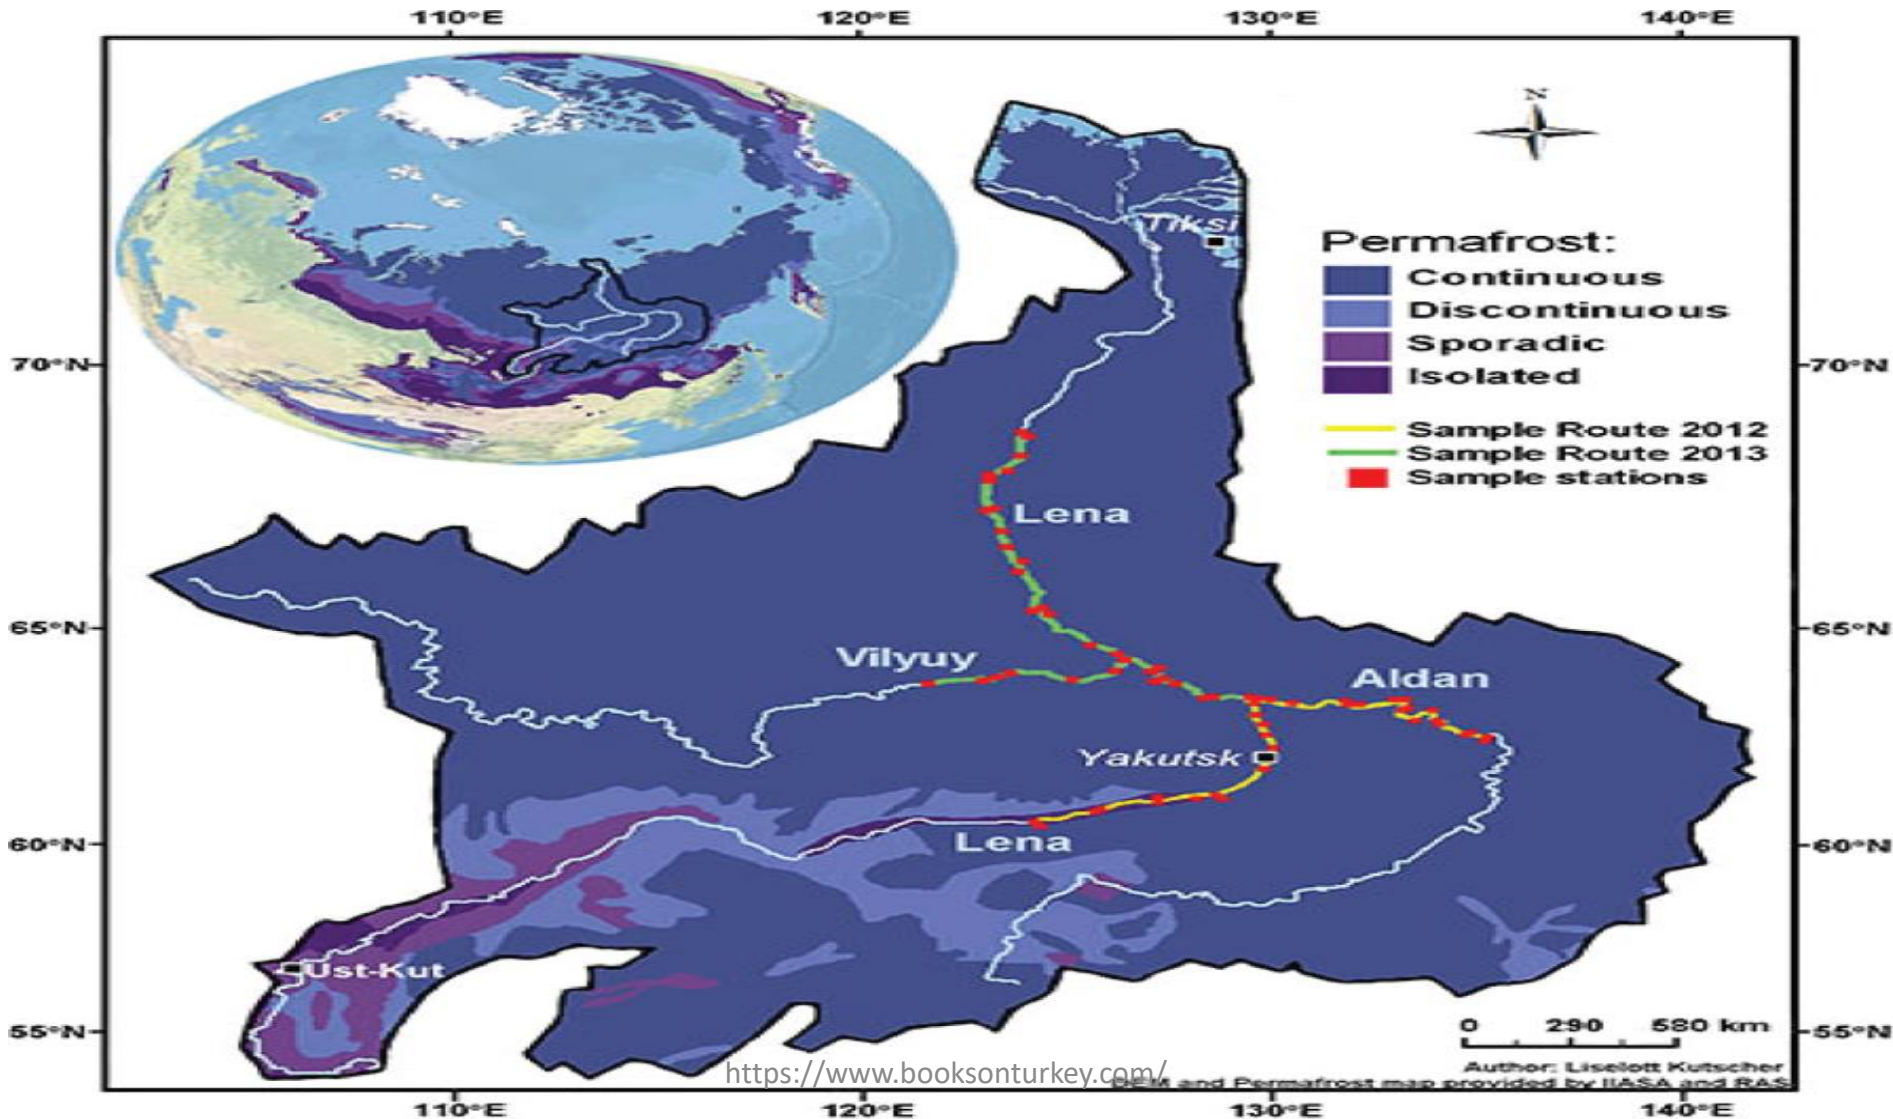 110°E 120°E 130°E 140°E
N
Tiksi
Permafrost:
Continuous
Discontinuous
Sporadic
Isolated
70°N 70°N
Sample Route 2012
Sample Route 2013
Sample stations
Lena
65°N 65°N
Vilyuy
Aldan
Yakutsk
Lena
60°N 60°N
Ust-Kut
55°N 55°N
0 290 580 km
Author: Liselott Kutscher
https://www.booksonturkey.com/
DEM and Permafrost map provided by IIASA and RAS
110°E 120°E 130°E 140°E